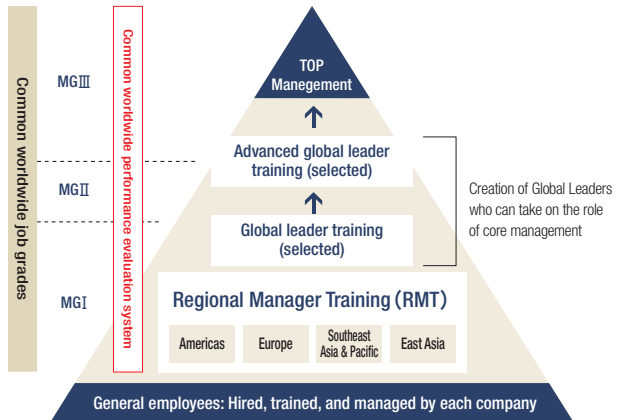 Common worldwide job grades
MGⅢ
MGⅡ
MGⅠ
Common worldwide performance evaluation system
TOP
Manegement
Advanced global leader
training (selected)
Global leader training
(selected)
Creation of Global Leaders
who can take on the role
of core management
Regional Manager Training (RMT)
Americas
Europe
Southeast
Asia & Pacific
East Asia
General employees: Hired, trained, and managed by each company